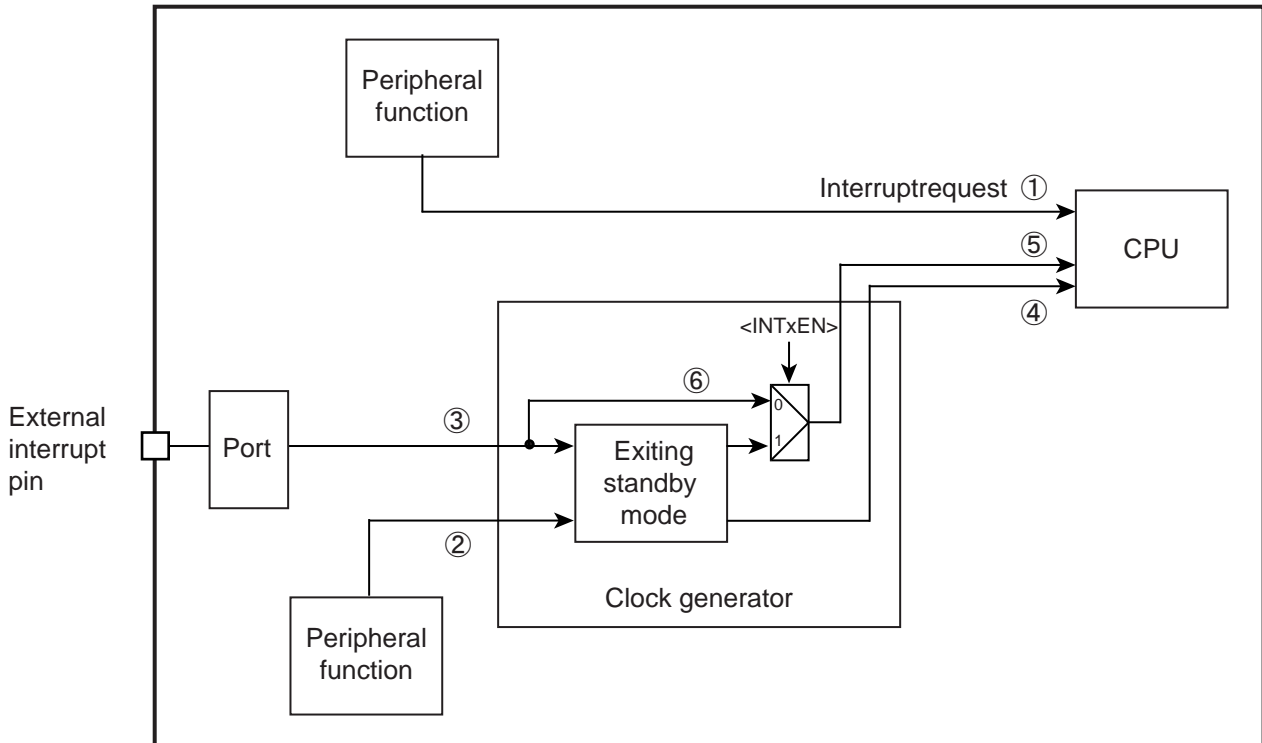 Peripheral
function
Interruptrequest ①
CPU
⑤
④
<INTxEN>
⑥
0
1
External
interrupt
pin
Port
③
Exiting
standby
mode
②
Clock generator
Peripheral
function